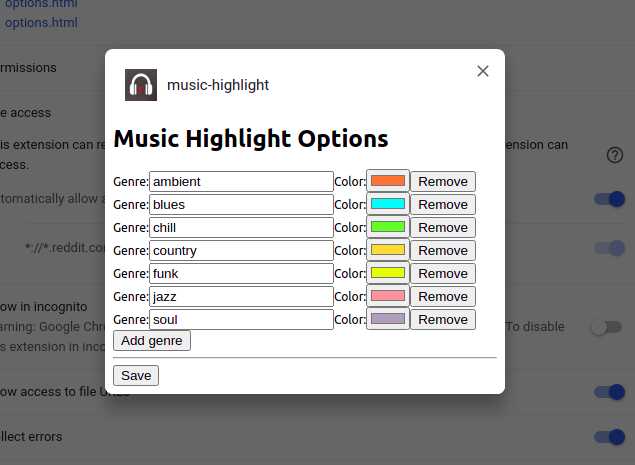 options.html
options.html
rmissions
e access
is extension can re
ension can
cess.
tomatically allow
*://*.reddit.co
music-highlight
Music Highlight Options
Genre: ambient Color: Remove
Genre: blues Color: Remove
Genre: chill Color: Remove
Genre: country Color: Remove
Genre: funk Color: Remove
Genre: jazz Color: Remove
Genre: soul Color: Remove
Add genre
Save
ow in incognito
arning: Google Chr
To disable
s extension in inco
ow access to file URLs
llect errors